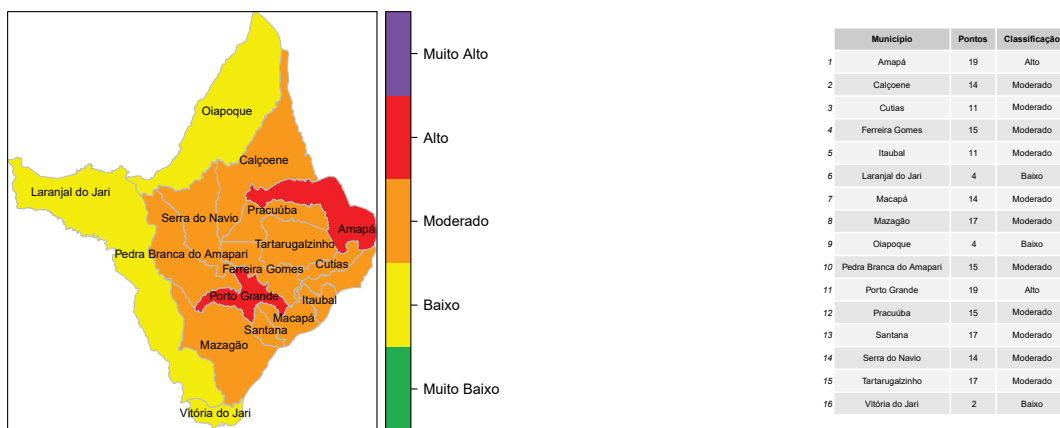 Oiapoque
Calçoene
Laranjal do Jari
Serra do Navio
Pracuúba
Amapá
Tartarugalzinho
Pedra Branca do Amapari
Cutias
Ferreira Gomes
Porto Grande
Itaubal
Macapá
Santana
Mazagão
Vitória do Jari
Muito Alto
Alto
Moderado
Baixo
Muito Baixo
Município Pontos Classificação
1 Amapá 19 Alto
2 Calçoene 14 Moderado
3 Cutias 11 Moderado
4 Ferreira Gomes 15 Moderado
5 Itaubal 11 Moderado
6 Laranjal do Jari 4 Baixo
7 Macapá 14 Moderado
8 Mazagão 17 Moderado
9 Oiapoque 4 Baixo
10 Pedra Branca do Amapari 15 Moderado
11 Porto Grande 19 Alto
12 Pracuúba 15 Moderado
13 Santana 17 Moderado
14 Serra do Navio 14 Moderado
15 Tartarugalzinho 17 Moderado
16 Vitória do Jari 2 Baixo